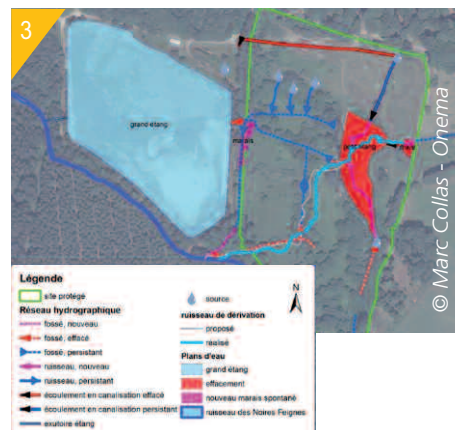 3
grand étang
marais
petit étang
© Marc Collas - Onema
Légende
site protégé
Réseau hydrographique
fossé, nouveau
fossé, effacé
fossé, persistant
ruisseau, nouveau
ruisseau, persistant
écoulement en canalisation effacé
écoulement en canalisation persistant
exutoire étang
source
N
ruisseau de dérivation
proposé
réalisé
Plans d'eau
grand étang
effacement
nouveau marais spontané
ruisseau des Noires Feignes